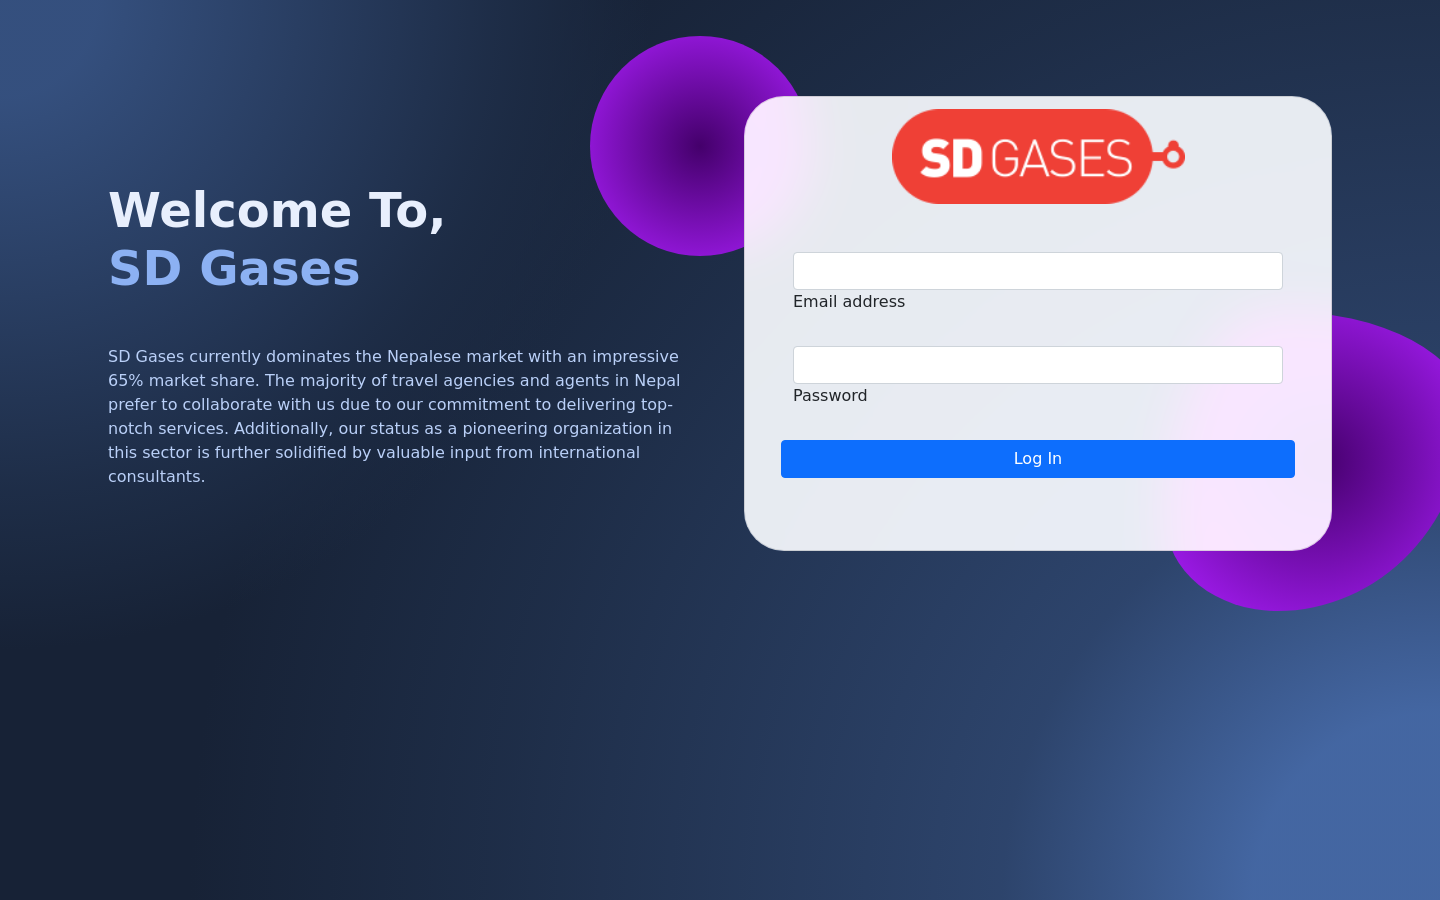 Welcome To,
SD Gases
SD Gases currently dominates the Nepalese market with an impressive
65% market share. The majority of travel agencies and agents in Nepal
prefer to collaborate with us due to our commitment to delivering top-
notch services. Additionally, our status as a pioneering organization in
this sector is further solidified by valuable input from international
consultants.
SD GASES
Email address
Password
Log In